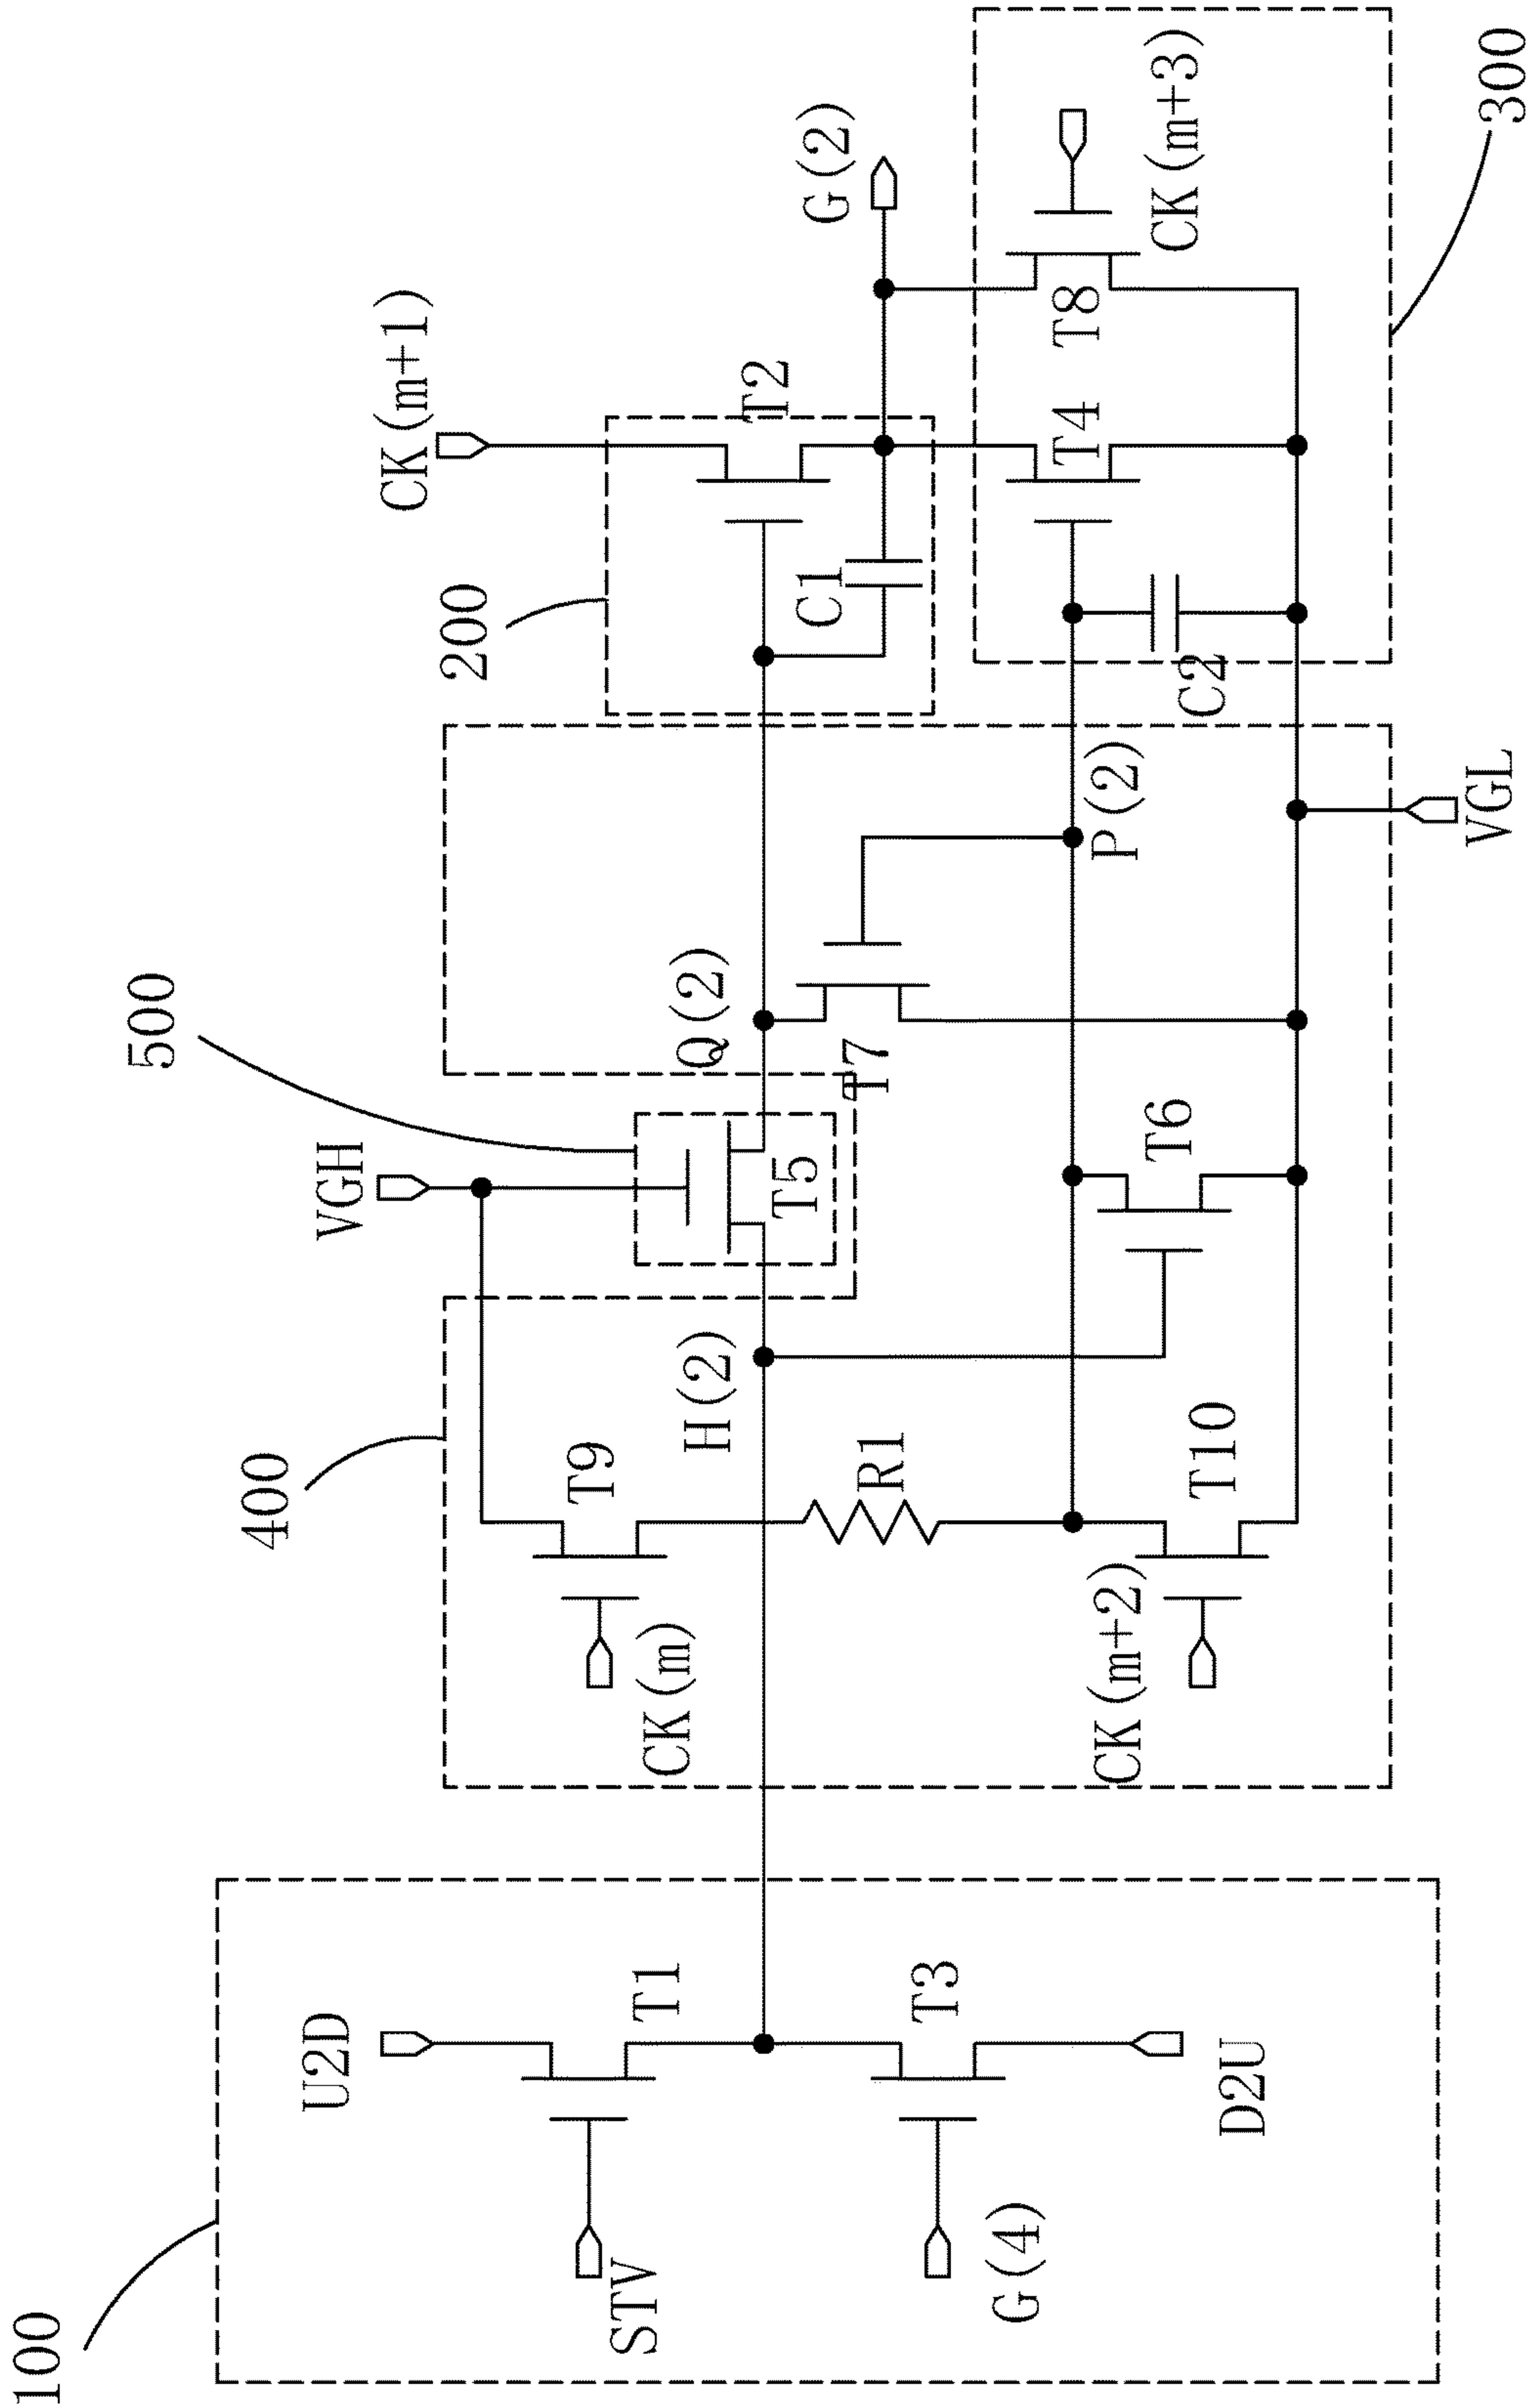 100
400
500
200
300
U2D
T1
STV
T3
G(4)
D2U
VGH
T9
CK(m)
H(2)
R1
CK(m+2)
T10
T5
Q(2)
T7
T6
P(2)
VGL
CK(m+1)
T2
C1
G(2)
T4
T8
CK(m+3)
C2